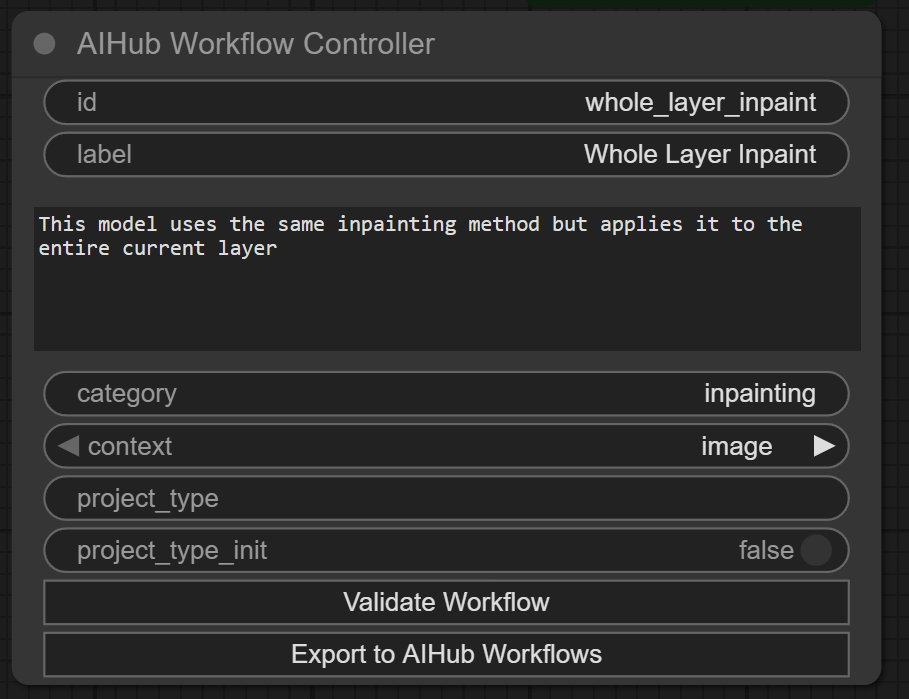 AIHub Workflow Controller
id whole_layer_inpaint
label Whole Layer Inpaint
This model uses the same inpainting method but applies it to the
entire current layer
category inpainting
context image
project_type
project_type_init false
Validate Workflow
Export to AIHub Workflows